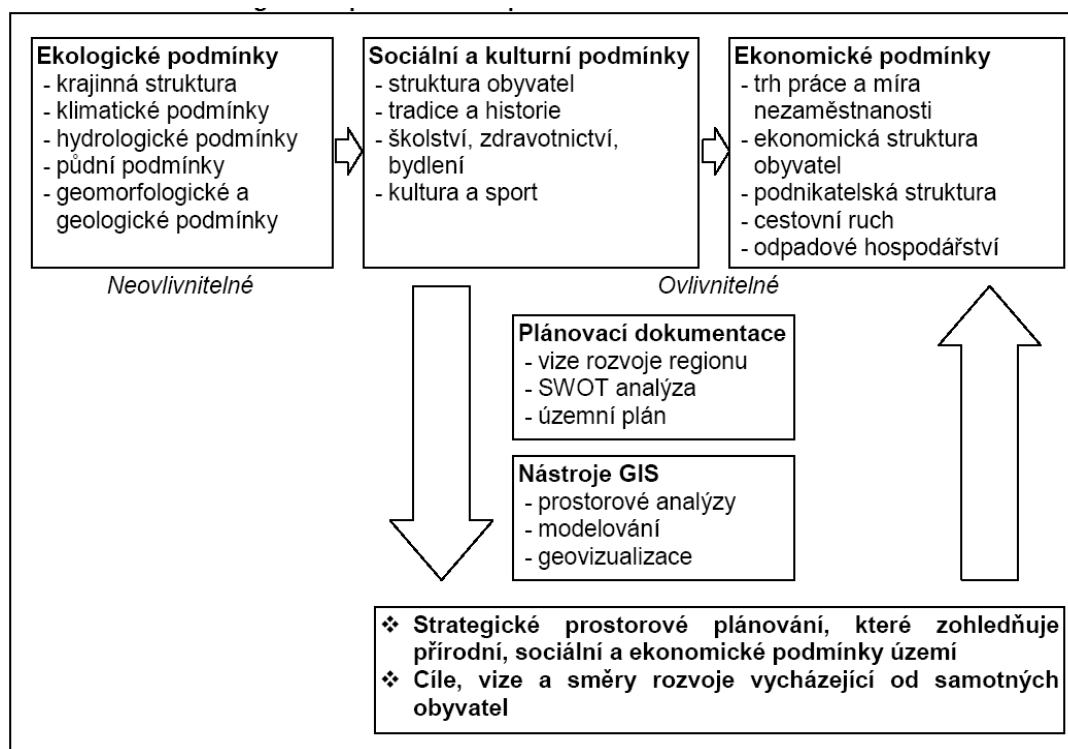 Ekologické podmínky
- krajinná struktura
- klimatické podmínky
- hydrologické podmínky
- půdní podmínky
- geomorfologické a
geologické podmínky
Neovlivnitelné
Sociální a kulturní podmínky
- struktura obyvatel
- tradice a historie
- školství, zdravotnictví,
bydlení
- kultura a sport
Ekonomické podmínky
- trh práce a míra
nezaměstnanosti
- ekonomická struktura
obyvatel
- podnikatelská struktura
- cestovní ruch
- odpadové hospodářství
Ovlivnitelné
Plánovací dokumentace
- vize rozvoje regionu
- SWOT analýza
- územní plán
Nástroje GIS
- prostorové analýzy
- modelování
- geovizualizace
❖ Strategické prostorové plánování, které zohledňuje
přírodní, sociální a ekonomické podmínky území
❖ Cíle, vize a směry rozvoje vycházející od samotných
obyvatel